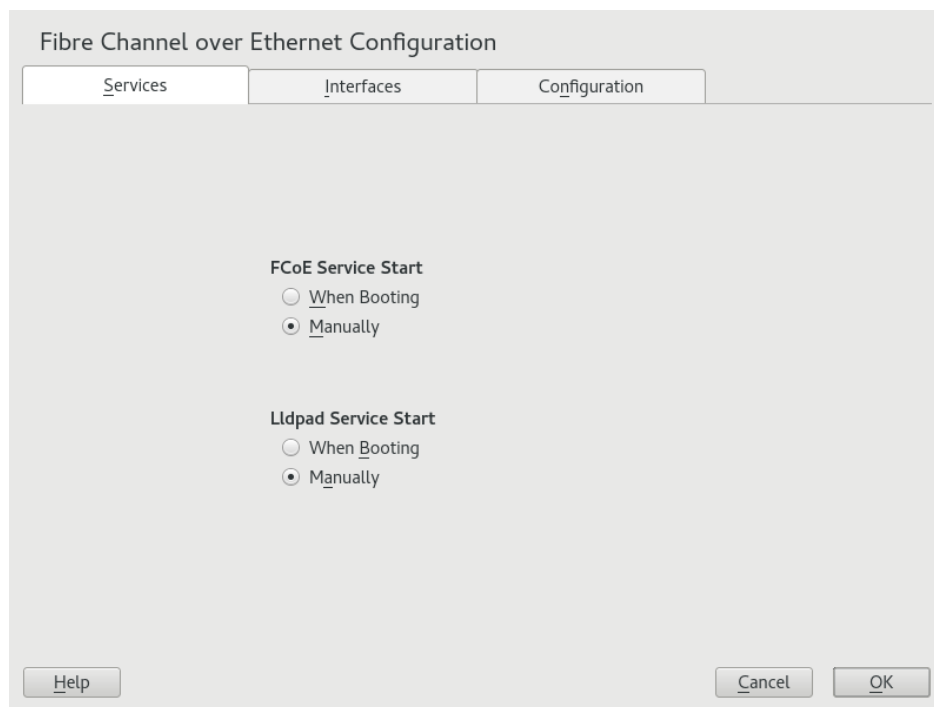 Fibre Channel over Ethernet Configuration
Services Interfaces Configuration
FCoE Service Start
When Booting
Manually
Lldpad Service Start
When Booting
Manually
Help Cancel OK